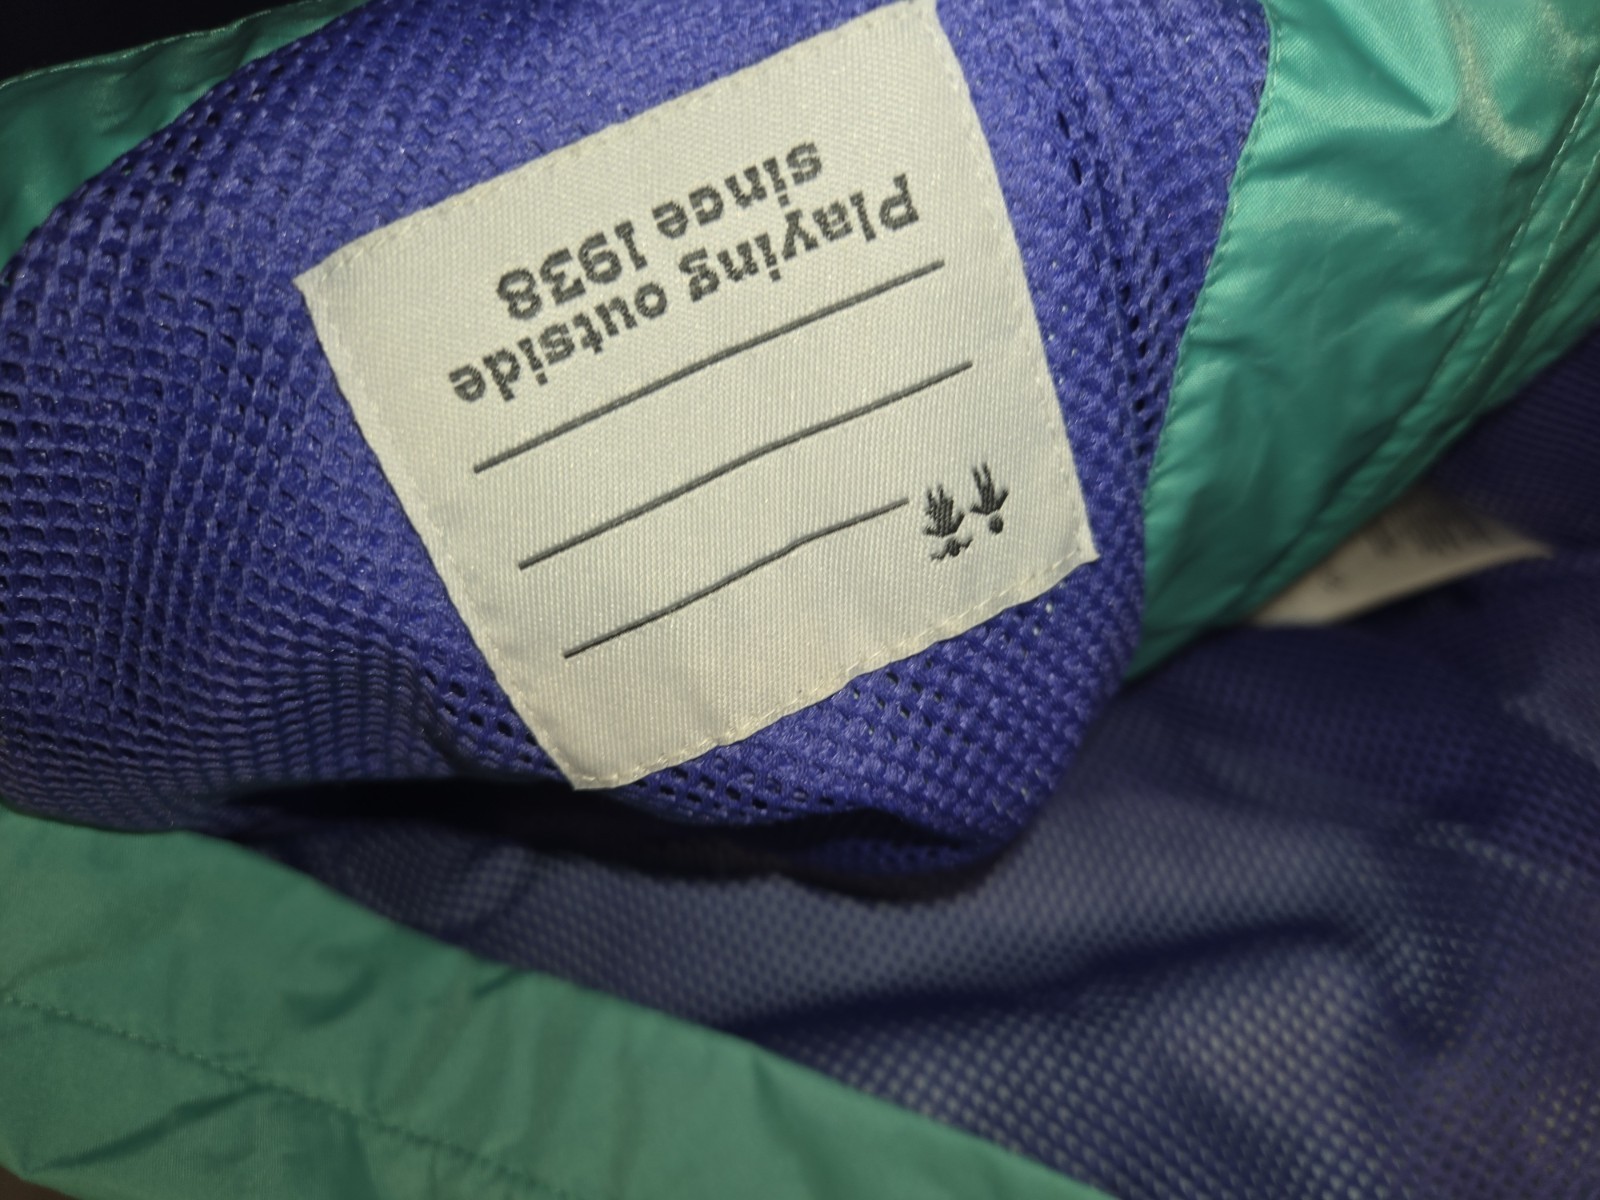 Playing outside
since 1938